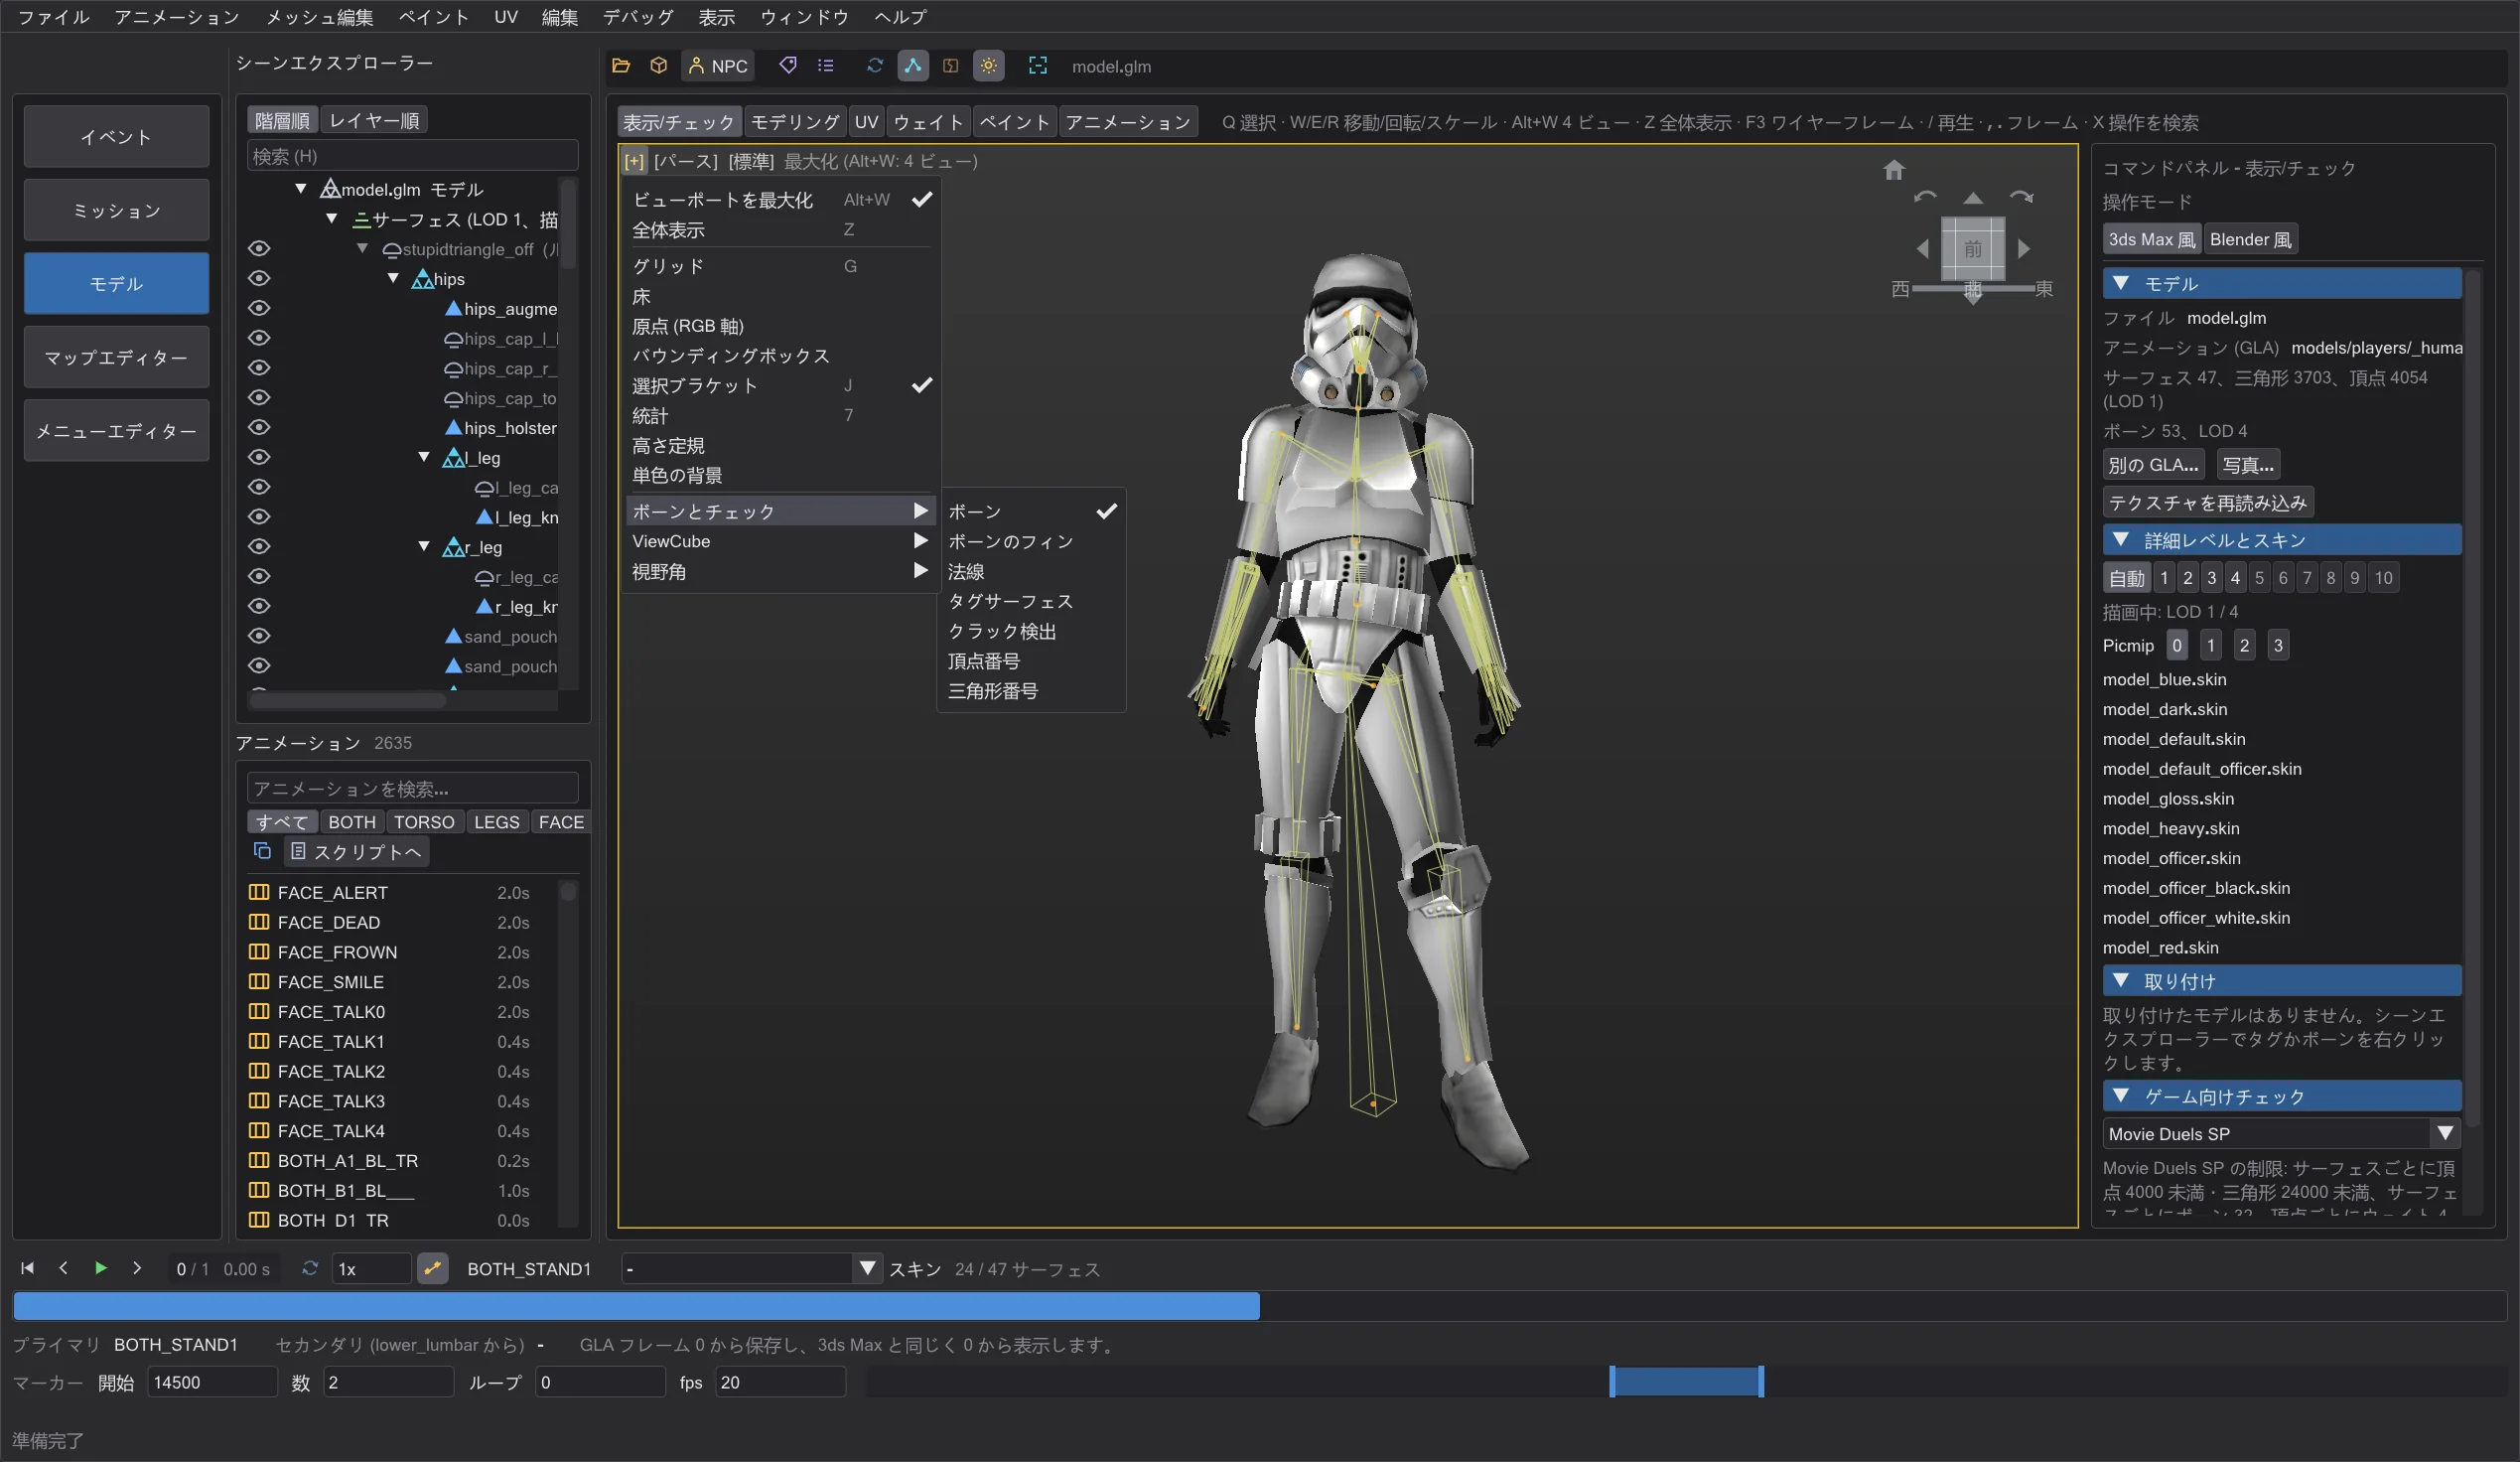 ファイル アニメーション メッシュ編集 ペイント UV 編集 デバッグ 表示 ウィンドウ ヘルプ
シーンエクスプローラー
NPC model.glm
イベント
ミッション
モデル
マップエディター
メニューエディター
階層順 レイヤー順
検索 (H)
model.glm モデル
サーフェス (LOD 1、描
stupidtriangle_off
hips
hips_augme
hips_cap_l_
hips_cap_r_
hips_cap_to
hips_holster
l_leg
l_leg_ca
l_leg_kn
r_leg
r_leg_ca
r_leg_kn
sand_pouch
sand_pouch
アニメーション 2635
アニメーションを検索...
すべて BOTH TORSO LEGS FACE
スクリプトへ
FACE_ALERT 2.0s
FACE_DEAD 2.0s
FACE_FROWN 2.0s
FACE_SMILE 2.0s
FACE_TALK0 2.0s
FACE_TALK1 0.4s
FACE_TALK2 0.4s
FACE_TALK3 0.4s
FACE_TALK4 0.4s
BOTH_A1_BL_TR 0.2s
BOTH_B1_BL___ 1.0s
BOTH_D1_TR 0.0s
表示/チェック モデリング UV ウェイト ペイント アニメーション Q 選択 · W/E/R 移動/回転/スケール · Alt+W 4 ビュー · Z 全体表示 · F3 ワイヤーフレーム · / 再生 · , . フレーム · X 操作を検索
[+] [パース] [標準] 最大化 (Alt+W: 4 ビュー)
ビューポートを最大化 Alt+W
全体表示 Z
グリッド G
床
原点 (RGB 軸)
バウンディングボックス
選択ブラケット J
統計 7
高さ定規
単色の背景
ボーンとチェック
ViewCube
視野角
ボーン
ボーンのフィン
法線
タグサーフェス
クラック検出
頂点番号
三角形番号
前
西 東
コマンドパネル - 表示/チェック
操作モード
3ds Max 風 Blender 風
モデル
ファイル model.glm
アニメーション (GLA) models/players/_huma
サーフェス 47、三角形 3703、頂点 4054
(LOD 1)
ボーン 53、LOD 4
別の GLA... 写真...
テクスチャを再読み込み
詳細レベルとスキン
自動 1 2 3 4 5 6 7 8 9 10
描画中: LOD 1 / 4
Picmip 0 1 2 3
model_blue.skin
model_dark.skin
model_default.skin
model_default_officer.skin
model_gloss.skin
model_heavy.skin
model_officer.skin
model_officer_black.skin
model_officer_white.skin
model_red.skin
取り付け
取り付けたモデルはありません。シーンエ
クスプローラーでタグかボーンを右クリッ
クします。
ゲーム向けチェック
Movie Duels SP
Movie Duels SP の制限: サーフェスごとに頂
点 4000 未満・三角形 24000 未満、サーフェ
スごとにボーン 32、頂点ごとにウェイト 4
0 / 1 0.00 s 1x BOTH_STAND1 - スキン 24 / 47 サーフェス
プライマリ BOTH_STAND1 セカンダリ (lower_lumbar から) - GLA フレーム 0 から保存し、3ds Max と同じく 0 から表示します。
マーカー 開始 14500 数 2 ループ 0 fps 20
準備完了